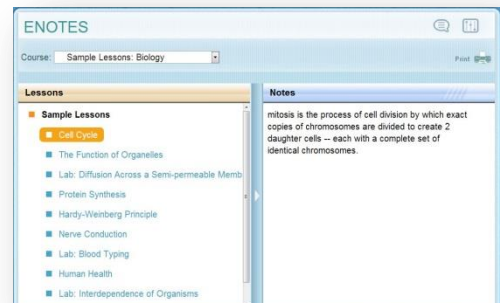 ENOTES
Course: Sample Lessons: Biology
Print
Lessons
Sample Lessons
Cell Cycle
The Function of Organelles
Lab: Diffusion Across a Semi-permeable Memb
Protein Synthesis
Hardy-Weinberg Principle
Nerve Conduction
Lab: Blood Typing
Human Health
Lab: Interdependence of Organisms
Notes
mitosis is the process of cell division by which exact
copies of chromosomes are divided to create 2
daughter cells -- each with a complete set of
identical chromosomes.